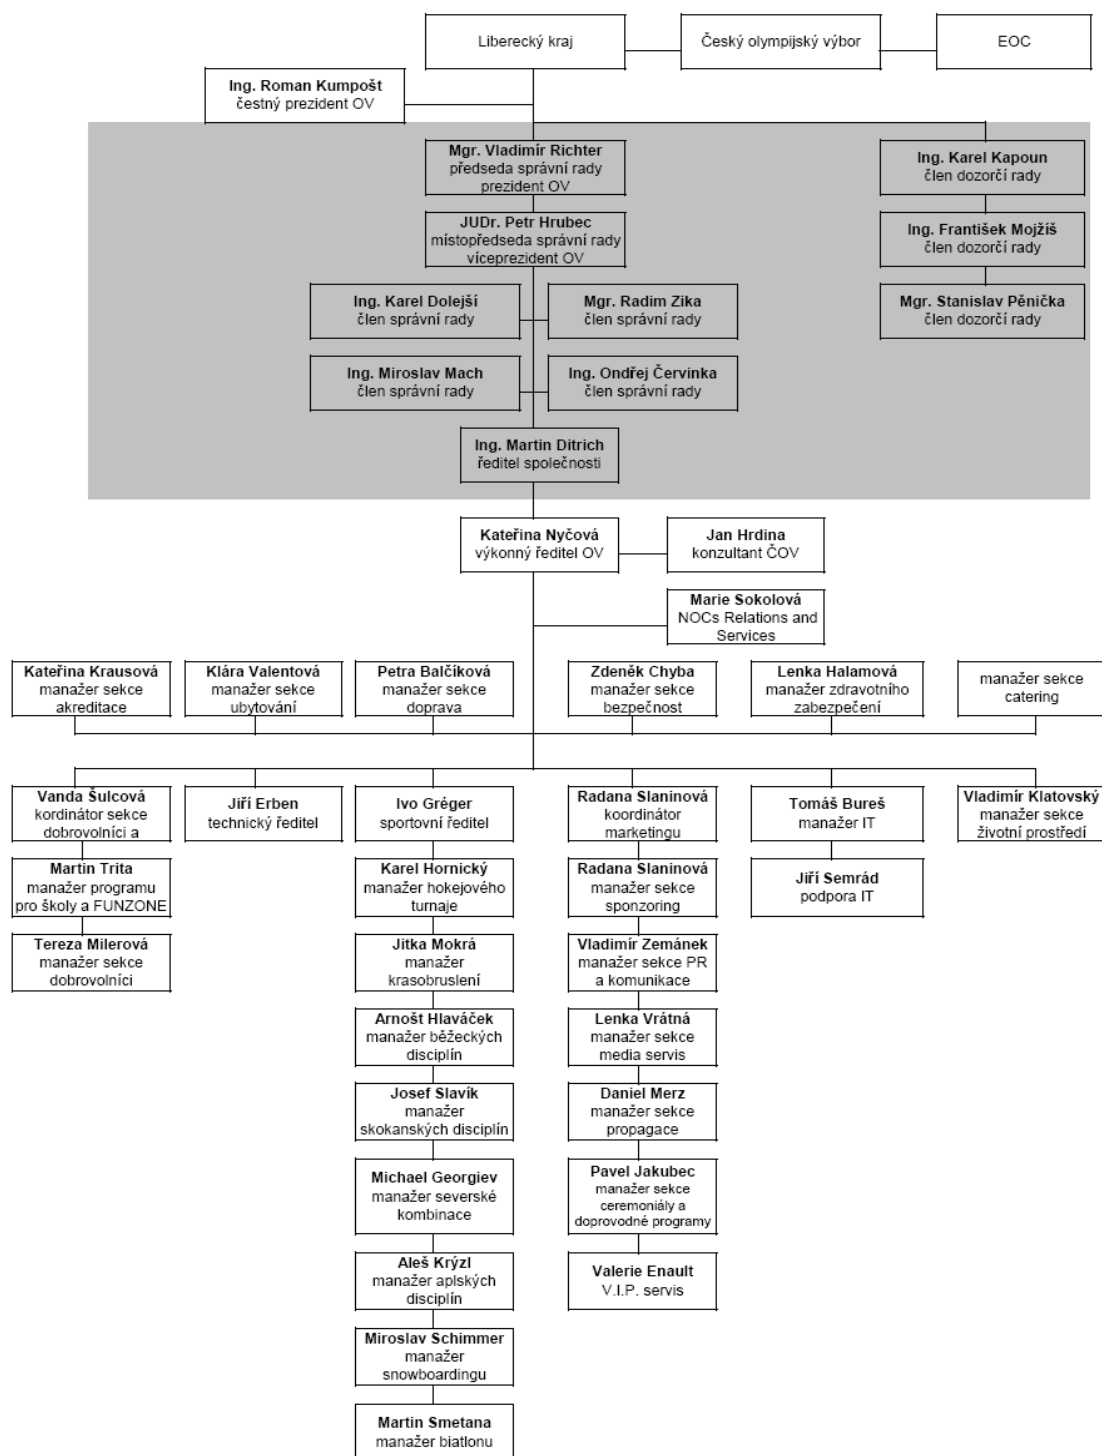 Liberecký kraj
Český olympijský výbor
EOC
Ing. Roman Kumpošt
čestný prezident OV
Mgr. Vladimír Richter
předseda správní rady
prezident OV
Ing. Karel Kapoun
člen dozorčí rady
JUDr. Petr Hrubec
místopředseda správní rady
víceprezident OV
Ing. František Mojžíš
člen dozorčí rady
Ing. Karel Dolejší
člen správní rady
Mgr. Radim Zika
člen správní rady
Mgr. Stanislav Pěnička
člen dozorčí rady
Ing. Miroslav Mach
člen správní rady
Ing. Ondřej Červinka
člen správní rady
Ing. Martin Ditrich
ředitel společnosti
Kateřina Nyčová
výkonný ředitel OV
Jan Hrdina
konzultant ČOV
Marie Sokolová
NOCs Relations and
Services
Kateřina Krausová
manažer sekce
akreditace
Klára Valentová
manažer sekce
ubytování
Petra Balčíková
manažer sekce
doprava
Zdeněk Chyba
manažer sekce
bezpečnost
Lenka Halamová
manažer zdravotního
zabezpečení
manažer sekce
catering
Vanda Šulcová
kordinátor sekce
dobrovolníci a
Jiří Erben
technický ředitel
Ivo Gréger
sportovní ředitel
Radana Slaninová
koordinátor
marketingu
Tomáš Bureš
manažer IT
Vladimír Klatovský
manažer sekce
životní prostředí
Martin Trita
manažer programu
pro školy a FUNZONE
Karel Hornický
manažer hokejového
turnaje
Radana Slaninová
manažer sekce
sponzoring
Jiří Semrád
podpora IT
Tereza Milerová
manažer sekce
dobrovolníci
Jitka Mokrá
manažer
krasobruslení
Vladimír Zemánek
manažer sekce PR
a komunikace
Arnošt Hlaváček
manažer běžeckých
disciplín
Lenka Vrátná
manažer sekce
media servis
Josef Slavík
manažer
skokanských disciplín
Daniel Merz
manažer sekce
propagace
Michael Georgiev
manažer severské
kombinace
Pavel Jakubec
manažer sekce
ceremoniály a
doprovodné programy
Aleš Krýzl
manažer aplských
disciplín
Valerie Enault
V.I.P. servis
Miroslav Schimmer
manažer
snowboardingu
Martin Smetana
manažer biatlonu